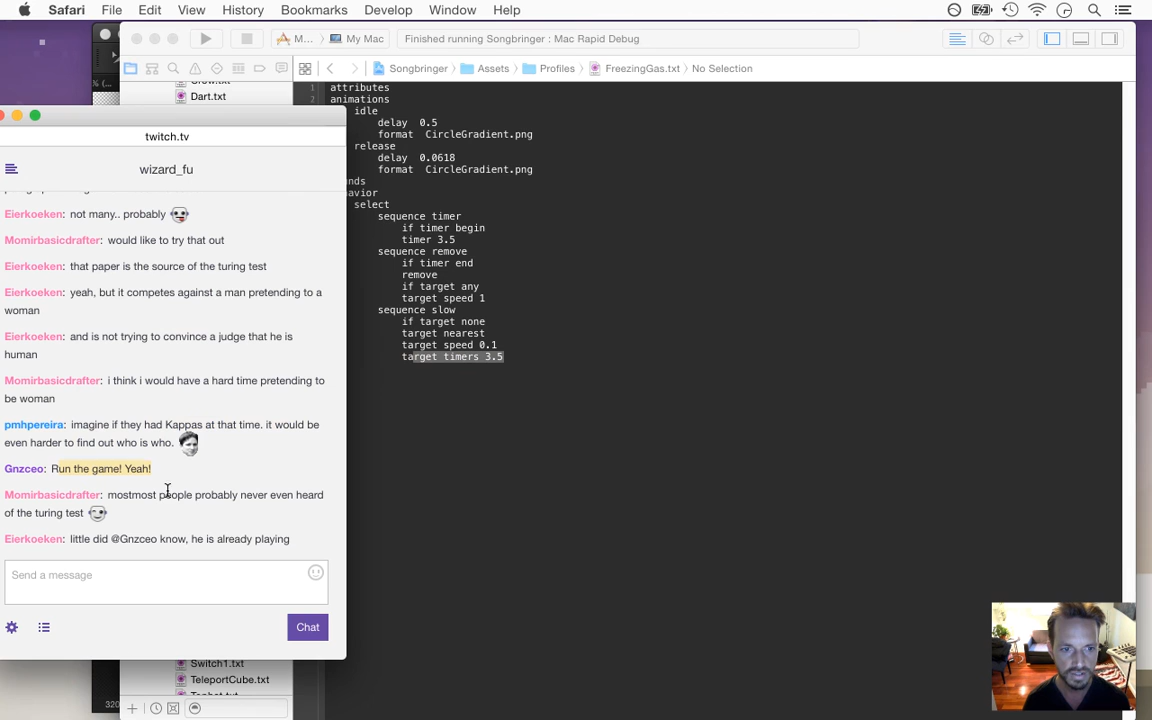 Safari File Edit View History Bookmarks Develop Window Help
M... My Mac Finished running Songbringer : Mac Rapid Debug
Songbringer Assets Profiles FreezingGas.txt No Selection
Dart.txt
twitch.tv
wizard_fu
Eierkoeken: not many.. probably
Momirbasicdrafter: would like to try that out
Eierkoeken: that paper is the source of the turing test
Eierkoeken: yeah, but it competes against a man pretending to a
woman
Eierkoeken: and is not trying to convince a judge that he is
human
Momirbasicdrafter: i think i would have a hard time pretending to
be woman
pmhpereira: imagine if they had Kappas at that time. it would be
even harder to find out who is who.
Gnzceo: Run the game! Yeah!
Momirbasicdrafter: mostmost people probably never even heard
of the turing test
Eierkoeken: little did @Gnzceo know, he is already playing
Send a message
Chat
1 attributes
2 animations
idle
delay 0.5
format CircleGradient.png
release
delay 0.0618
format CircleGradient.png
select
sequence timer
if timer begin
timer 3.5
sequence remove
if timer end
remove
if target any
target speed 1
sequence slow
if target none
target nearest
target speed 0.1
target timers 3.5
Switch1.txt
TeleportCube.txt
320